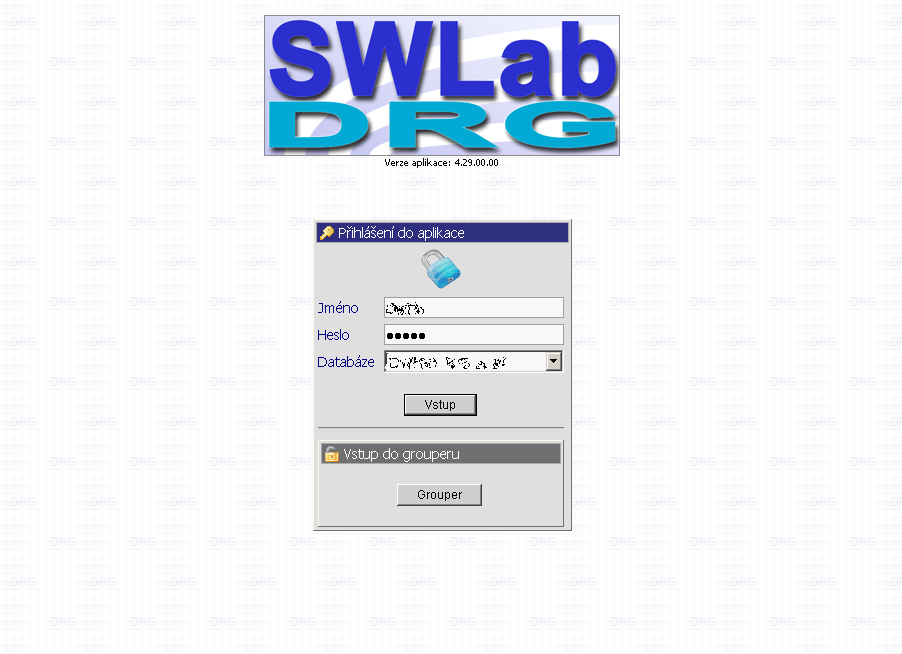 SWLab
DRG
Verze aplikace: 4.29.00.00
Přihlášení do aplikace
Jméno
Heslo
Databáze
Vstup
Vstup do grouperu
Grouper